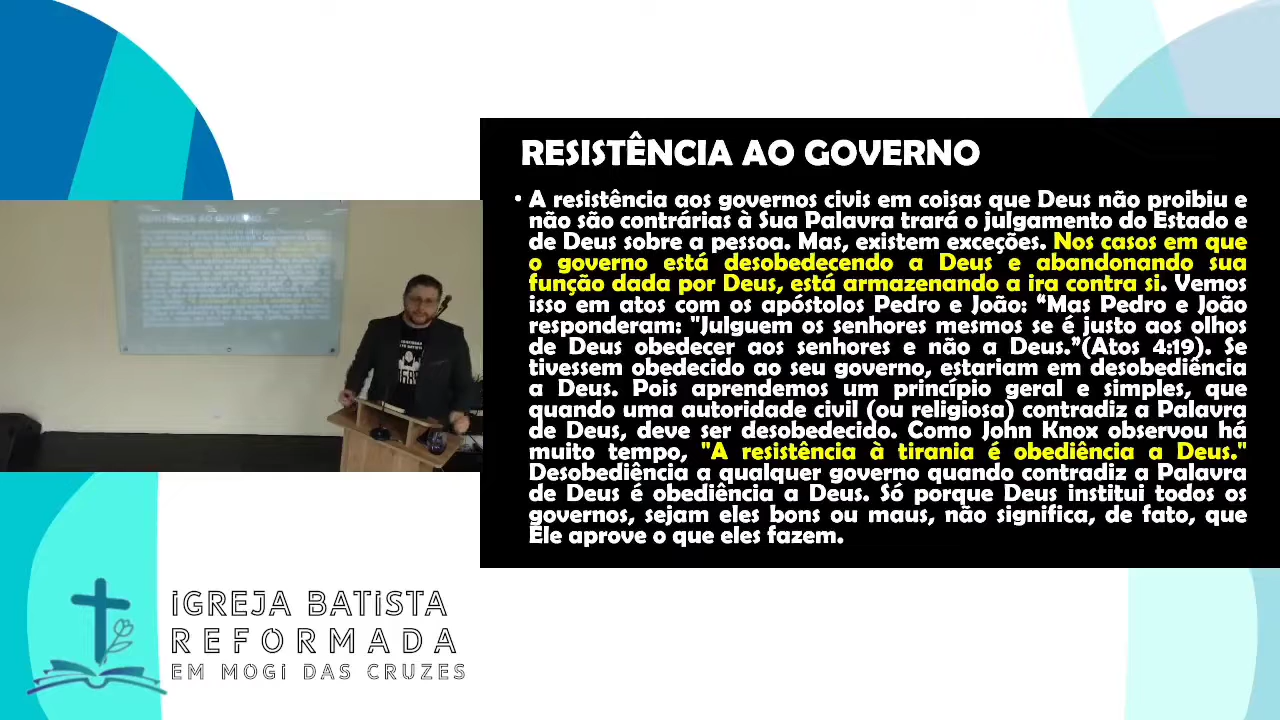 RESISTÊNCIA AO GOVERNO
• A resistência aos governos civis em coisas que Deus não proibiu e
não são contrárias à Sua Palavra trará o julgamento do Estado e
de Deus sobre a pessoa. Mas, existem exceções. Nos casos em que
o governo está desobedecendo a Deus e abandonando sua
função dada por Deus, está armazenando a ira contra si. Vemos
isso em atos com os apóstolos Pedro e João: “Mas Pedro e João
responderam: "Julguem os senhores mesmos se é justo aos olhos
de Deus obedecer aos senhores e não a Deus.”(Atos 4:19). Se
tivessem obedecido ao seu governo, estariam em desobediência
a Deus. Pois aprendemos um princípio geral e simples, que
quando uma autoridade civil (ou religiosa) contradiz a Palavra
de Deus, deve ser desobedecido. Como John Knox observou há
muito tempo, "A resistência à tirania é obediência a Deus."
Desobediência a qualquer governo quando contradiz a Palavra
de Deus é obediência a Deus. Só porque Deus institui todos os
governos, sejam eles bons ou maus, não significa, de fato, que
Ele aprove o que eles fazem.
RESISTÊNCIA AO GOVERNO
1689
iGREJA BATiSTA
REFORMADA
EM MOGi DAS CRUZES